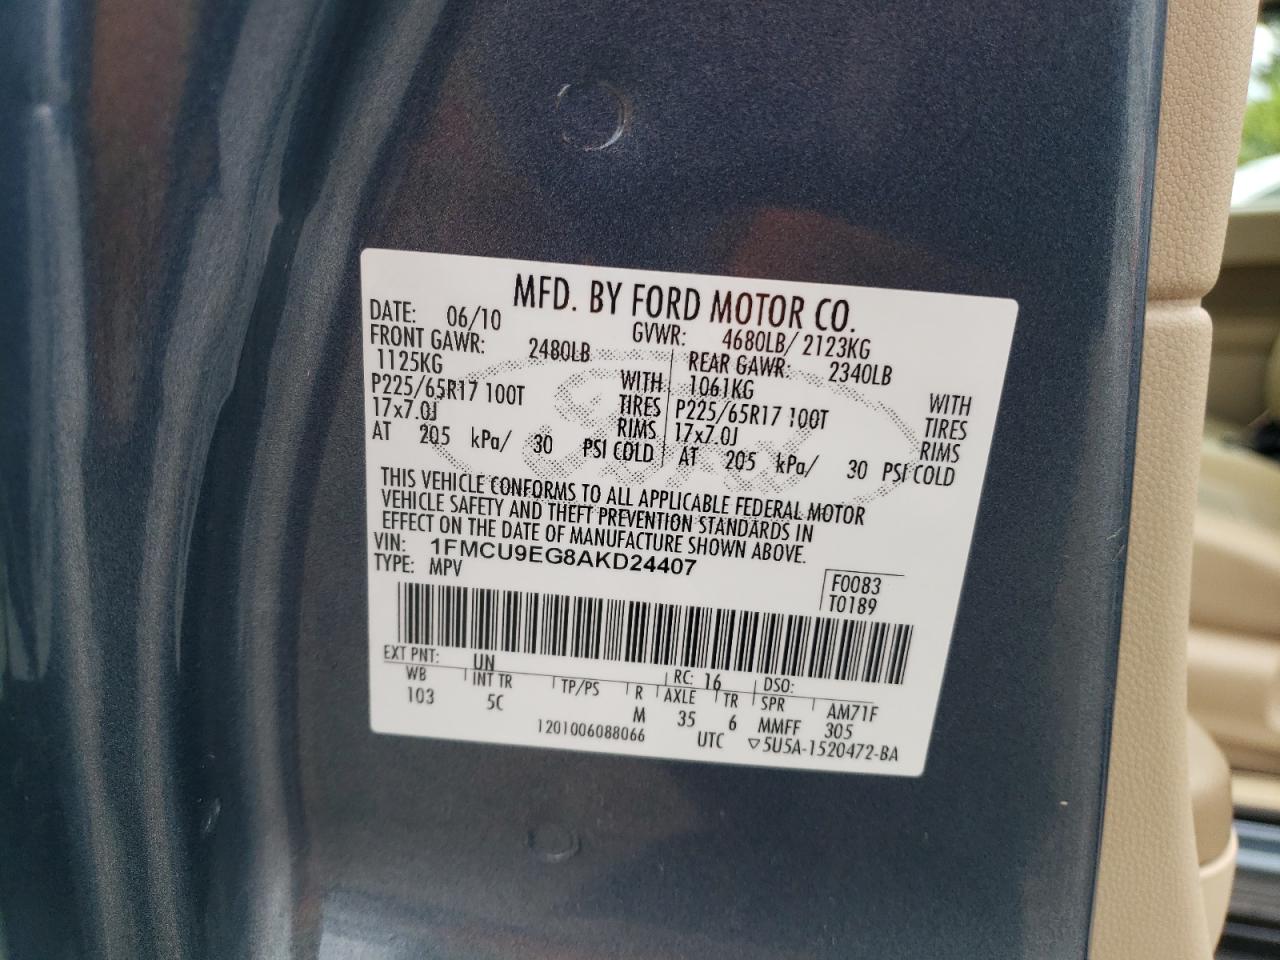 MFD. BY FORD MOTOR CO.
DATE: 06/10 GVWR: 4680LB/ 2123KG
FRONT GAWR: 2480LB REAR GAWR: 2340LB
1125KG WITH 1061KG WITH
P225/65R17 100T TIRES P225/65R17 100T TIRES
17x7.0J RIMS 17x7.0J RIMS
AT 205 kPa/ 30 PSI COLD AT 205 kPa/ 30 PSI COLD
THIS VEHICLE CONFORMS TO ALL APPLICABLE FEDERAL MOTOR
VEHICLE SAFETY AND THEFT PREVENTION STANDARDS IN
EFFECT ON THE DATE OF MANUFACTURE SHOWN ABOVE.
VIN: 1FMCU9EG8AKD24407
TYPE: MPV
F0083
T0189
EXT PNT: UN RC: 16 DSO:
WB INT TR TP/PS R AXLE TR SPR AM71F
103 5C M 35 6 MMFF 305
1201006088066 UTC ▽5U5A-1520472-BA